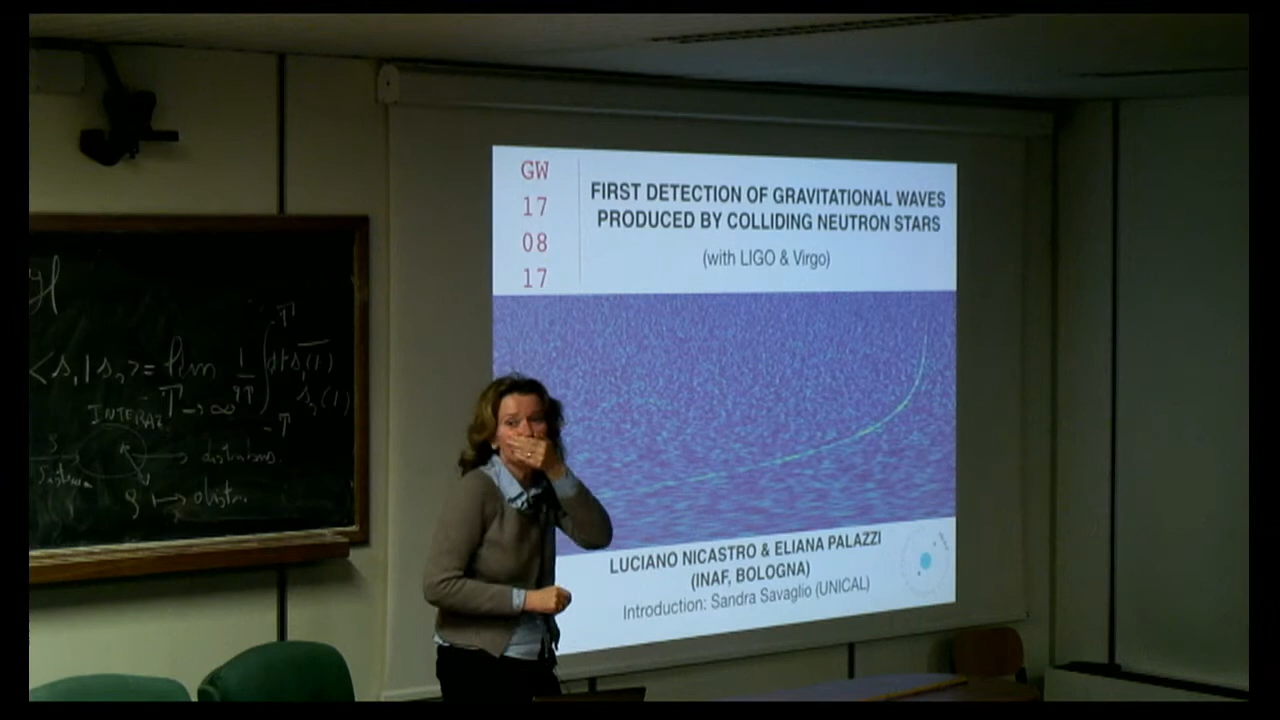 GW
17
08
17
FIRST DETECTION OF GRAVITATIONAL WAVES
PRODUCED BY COLLIDING NEUTRON STARS
(with LIGO & Virgo)
LUCIANO NICASTRO & ELIANA PALAZZI
(INAF, BOLOGNA)
Introduction: Sandra Savaglio (UNICAL)
lim
T → ∞
INTERAZ